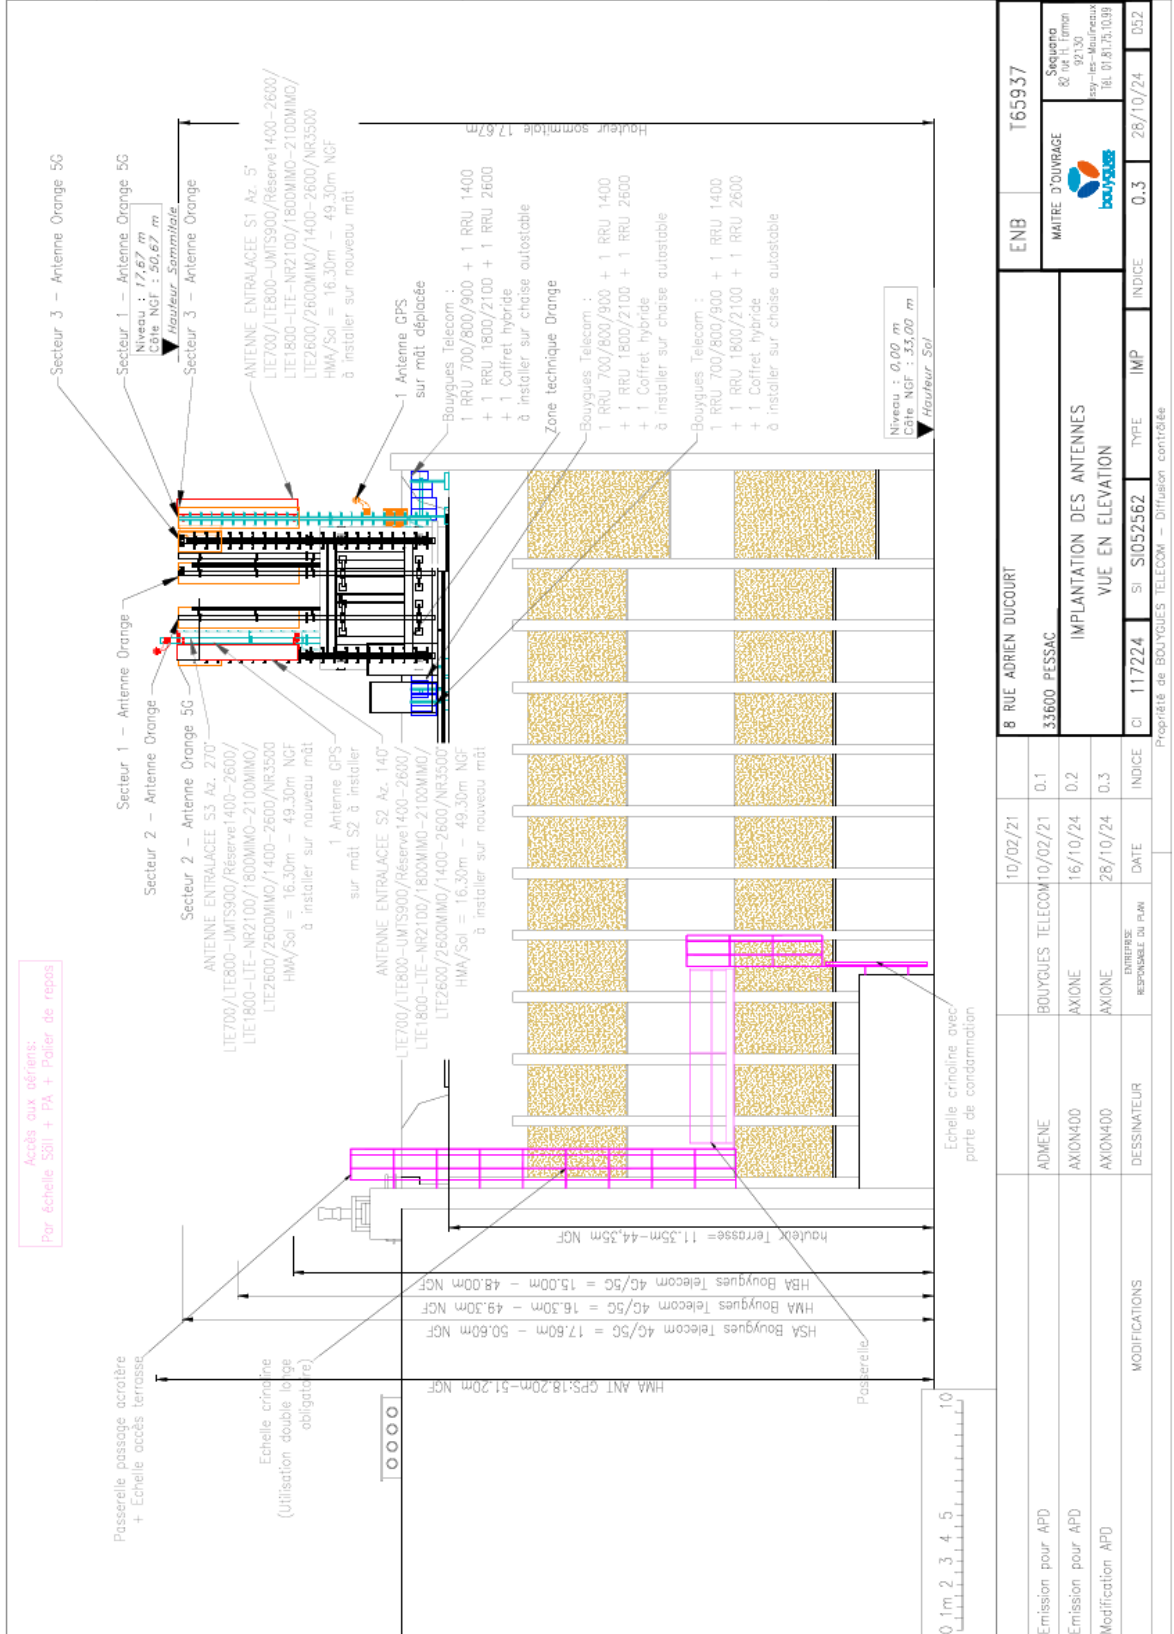 Accès aux aériens:
Par échelle Söll + PA + Palier de repos
Passerelle passage acrotère
+ Echelle accès terrasse
Echelle crinoline
(Utilisation double longe
obligatoire)
Secteur 3 – Antenne Orange 5G
Secteur 1 – Antenne Orange 5G
Niveau : 17,67 m
Côte NGF : 50,67 m
Hauteur Sommitale
Secteur 3 – Antenne Orange
Secteur 1 – Antenne Orange
Secteur 2 – Antenne Orange
Secteur 2 – Antenne Orange 5G
ANTENNE ENTRALACEE S1 Az. 5°
LTE700/LTE800-UMTS900/Réserve1400-2600/
LTE1800-LTE-NR2100/1800MIMO-2100MIMO/
LTE2600/2600MIMO/1400-2600/NR3500
HMA/Sol = 16.30m – 49.30m NGF
à installer sur nouveau mât
ANTENNE ENTRALACEE S3 Az. 270°
LTE700/LTE800-UMTS900/Réserve1400-2600/
LTE1800-LTE-NR2100/1800MIMO-2100MIMO/
LTE2600/2600MIMO/1400-2600/NR3500
HMA/Sol = 16.30m – 49.30m NGF
à installer sur nouveau mât
1 Antenne GPS
sur mât S2 à installer
ANTENNE ENTRALACEE S2 Az. 140°
LTE700/LTE800-UMTS900/Réserve1400-2600/
LTE1800-LTE-NR2100/1800MIMO-2100MIMO/
LTE2600/2600MIMO/1400-2600/NR3500
HMA/Sol = 16.30m – 49.30m NGF
à installer sur nouveau mât
1 Antenne GPS
sur mât déplacée
Bouygues Telecom :
1 RRU 700/800/900 + 1 RRU 1400
+ 1 RRU 1800/2100 + 1 RRU 2600
+ 1 Coffret hybride
à installer sur chaise autostable
Zone technique Orange
Bouygues Telecom :
1 RRU 700/800/900 + 1 RRU 1400
+ 1 RRU 1800/2100 + 1 RRU 2600
+ 1 Coffret hybride
à installer sur chaise autostable
Bouygues Telecom :
1 RRU 700/800/900 + 1 RRU 1400
+ 1 RRU 1800/2100 + 1 RRU 2600
+ 1 Coffret hybride
à installer sur chaise autostable
Hauteur sommitale 17.67m
Niveau : 0,00 m
Côte NGF : 33,00 m
Hauteur Sol
hauteur Terrasse= 11.35m-44,35m NGF
HBA Bouygues Telecom 4G/5G = 15.00m – 48.00m NGF
HMA Bouygues Telecom 4G/5G = 16.30m – 49.30m NGF
HSA Bouygues Telecom 4G/5G = 17.60m – 50.60m NGF
HMA ANT GPS:18.20m-51.20m NGF
Passerelle
Echelle crinoline avec
porte de condamnation
0 1m 2 3 4 5 10
10/02/21
Emission pour APD ADMENE BOUYGUES TELECOM 10/02/21 0.1
Emission pour APD AXION400 AXIONE 16/10/24 0.2
Modification APD AXION400 AXIONE 28/10/24 0.3
MODIFICATIONS DESSINATEUR ENTREPRISE RESPONSABLE DU PLAN DATE INDICE
8 RUE ADRIEN DUCOURT
33600 PESSAC
ENB T65937
MAITRE D'OUVRAGE
bouygues
Sequana
82 rue H. Farman
92130
Issy-les-Moulineaux
Tél. 01.81.75.10.99
IMPLANTATION DES ANTENNES
VUE EN ELEVATION
CI 117224 SI SI052562 TYPE IMP INDICE 0.3 28/10/24 D52
Propriété de BOUYGUES TELECOM – Diffusion contrôlée